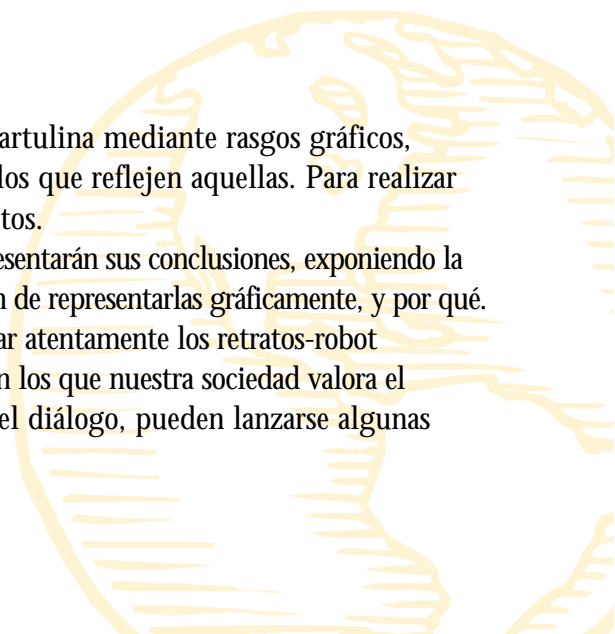 artulina mediante rasgos gráficos,
los que reflejen aquellas. Para realizar
tos.
esentarán sus conclusiones, exponiendo la
n de representarlas gráficamente, y por qué.
ar atentamente los retratos-robot
n los que nuestra sociedad valora el
el diálogo, pueden lanzarse algunas